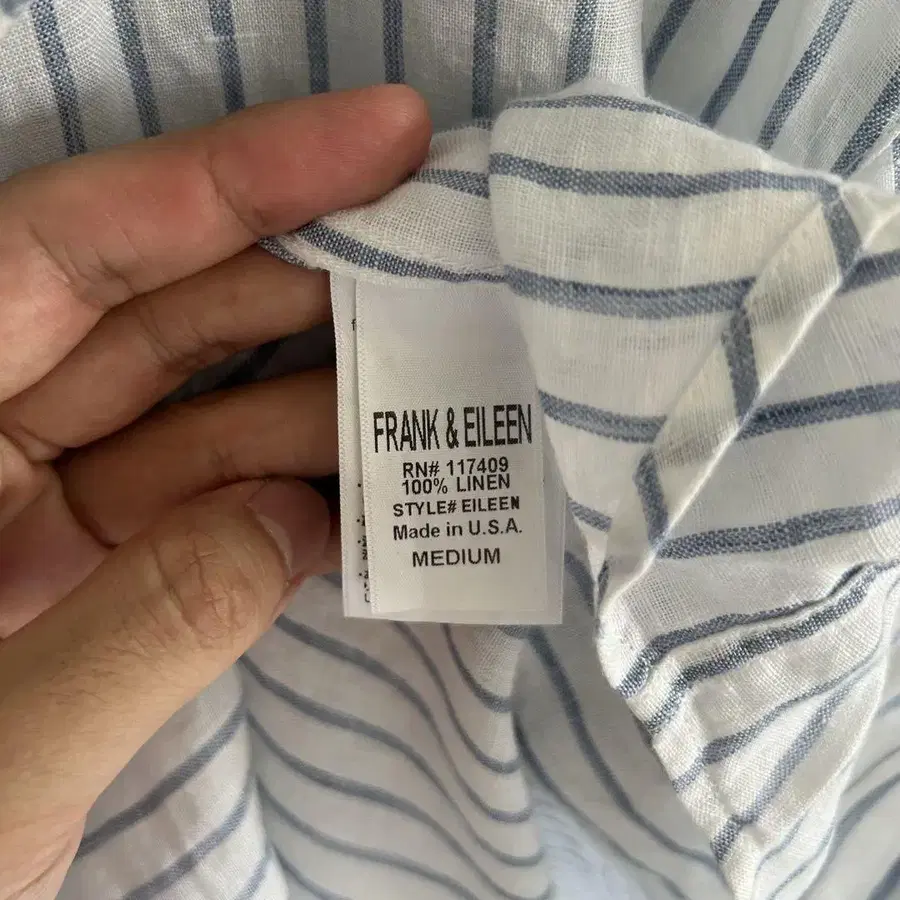 FRANK & EILEEN
RN# 117409
100% LINEN
STYLE# EILEEN
Made in U.S.A.
MEDIUM